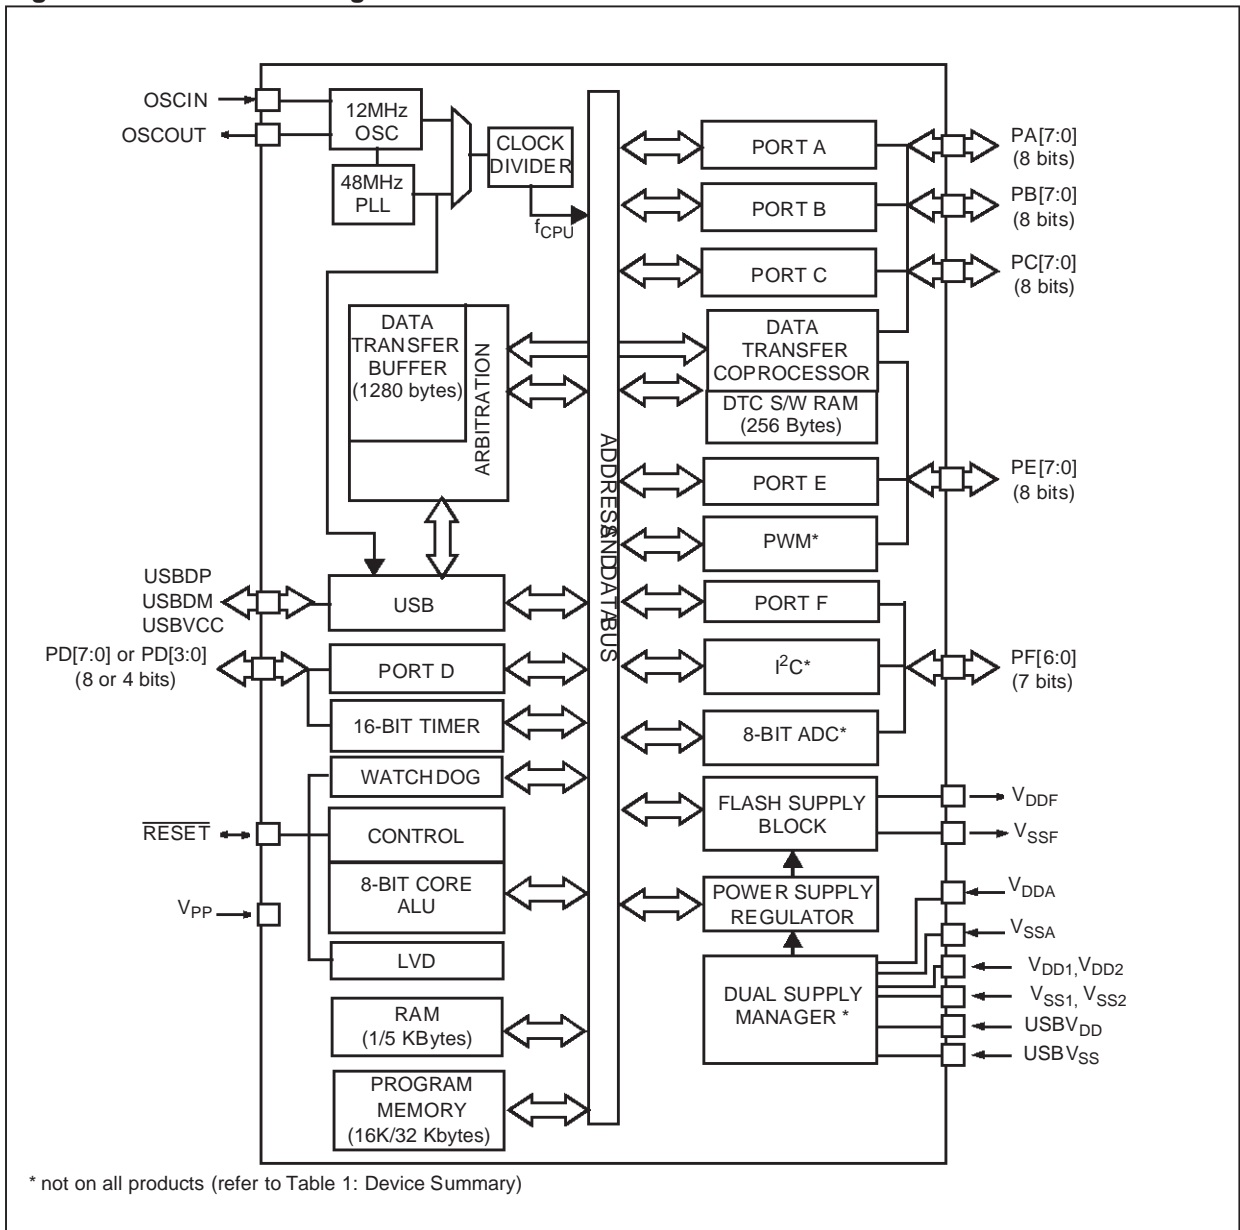 OSCIN
OSCOUT
12MHz
OSC
48MHz
PLL
CLOCK
DIVIDER
fCPU
DATA
TRANSFER
BUFFER
(1280 bytes)
ARBITRATION
USBDP
USBDM
USBVCC
USB
PD[7:0] or PD[3:0]
(8 or 4 bits)
PORT D
16-BIT TIMER
WATCHDOG
RESET
CONTROL
8-BIT CORE
ALU
VPP
LVD
RAM
(1/5 KBytes)
PROGRAM
MEMORY
(16K/32 Kbytes)
ADDRESS AND DATA BUS
PORT A
PA[7:0]
(8 bits)
PORT B
PB[7:0]
(8 bits)
PORT C
PC[7:0]
(8 bits)
DATA
TRANSFER
COPROCESSOR
DTC S/W RAM
(256 Bytes)
PORT E
PE[7:0]
(8 bits)
PWM*
PORT F
I2C*
PF[6:0]
(7 bits)
8-BIT ADC*
FLASH SUPPLY
BLOCK
VDDF
VSSF
POWER SUPPLY
REGULATOR
VDDA
VSSA
DUAL SUPPLY
MANAGER *
VDD1,VDD2
VSS1, VSS2
USBVDD
USBVSS
* not on all products (refer to Table 1: Device Summary)